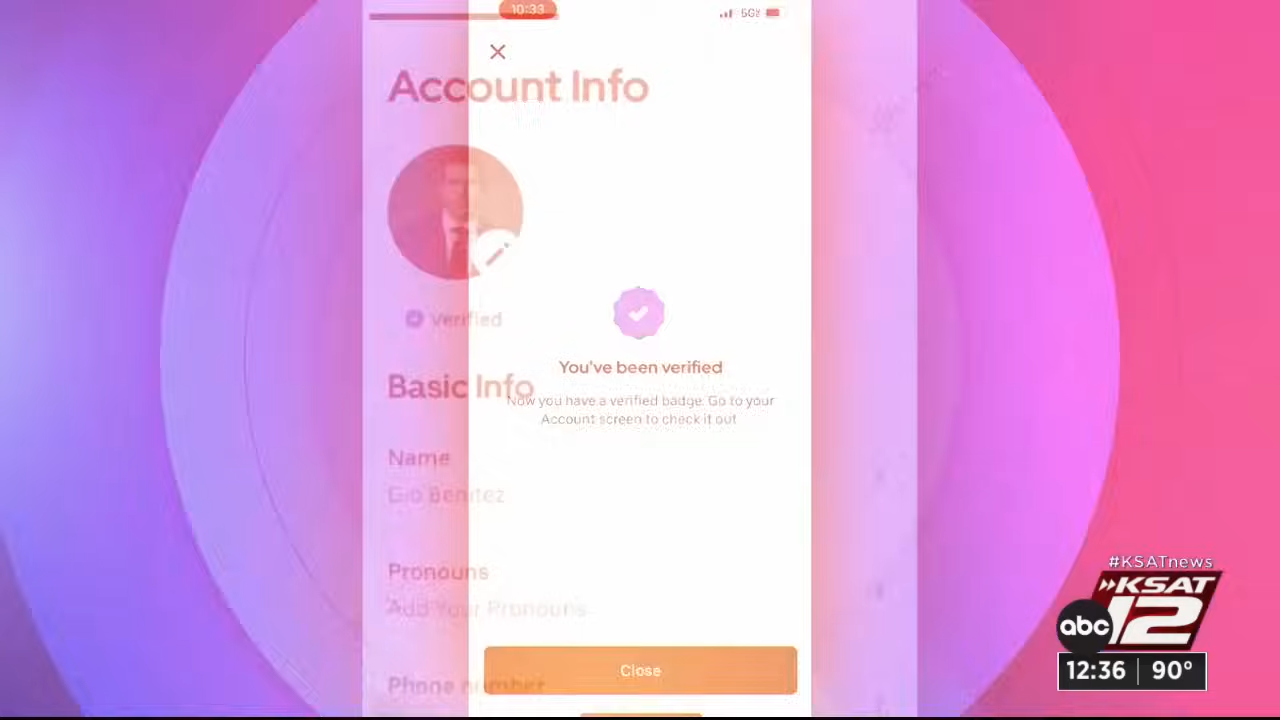 10:33
5G
Account Info
Verified
You've been verified
Basic Info
Now you have a verified badge. Go to your
Account screen to check it out
Name
Gio Benitez
Pronouns
Add Your Pronouns
Close
Phone number
#KSATnews
KSAT
12
abc
12:36 90°